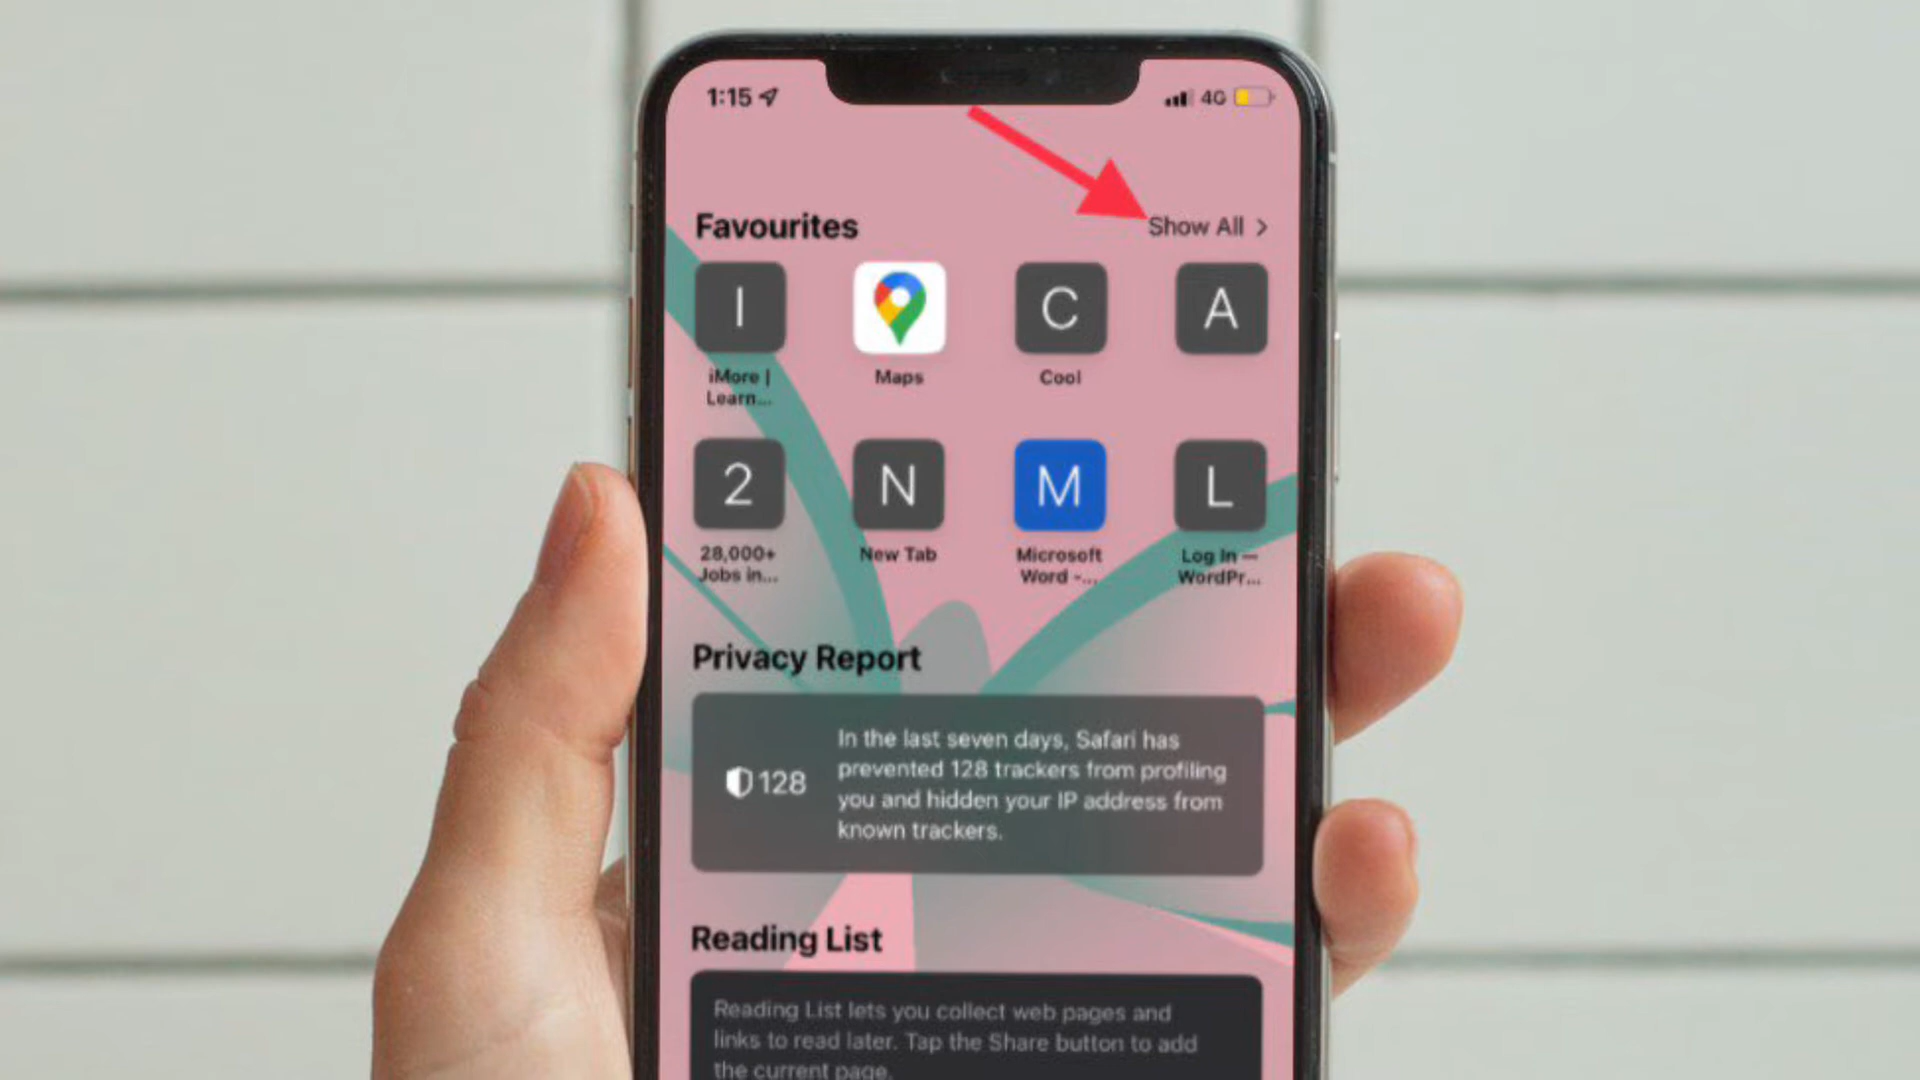 1:15
4G
Favourites
Show All >
I
C
A
iMore |
Learn...
Maps
Cool
2
N
M
L
28,000+
Jobs in...
New Tab
Microsoft
Word -...
Log In —
WordPr...
Privacy Report
128
In the last seven days, Safari has
prevented 128 trackers from profiling
you and hidden your IP address from
known trackers.
Reading List
Reading List lets you collect web pages and
links to read later. Tap the Share button to add
the current page.